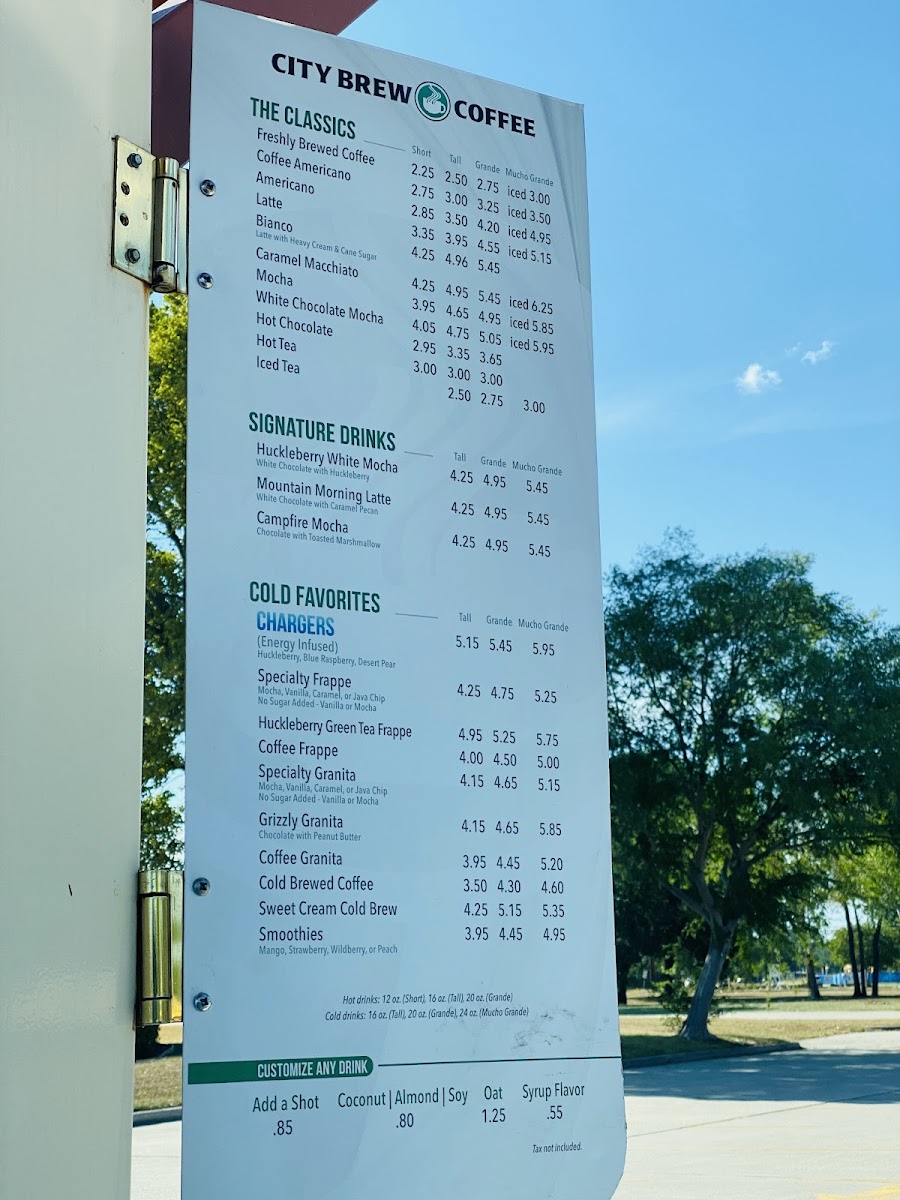 CITY BREW COFFEE
THE CLASSICS Short Tall Grande Mucho Grande
Freshly Brewed Coffee 2.25 2.50 2.75 iced 3.00
Coffee Americano 2.75 3.00 3.25 iced 3.50
Americano 2.85 3.50 4.20 iced 4.95
Latte 3.35 3.95 4.55 iced 5.15
Bianco 4.25 4.96 5.45
Latte with Heavy Cream & Cane Sugar
Caramel Macchiato 4.25 4.95 5.45 iced 6.25
Mocha 3.95 4.65 4.95 iced 5.85
White Chocolate Mocha 4.05 4.75 5.05 iced 5.95
Hot Chocolate 2.95 3.35 3.65
Hot Tea 3.00 3.00 3.00
Iced Tea 2.50 2.75 3.00
SIGNATURE DRINKS Tall Grande Mucho Grande
Huckleberry White Mocha 4.25 4.95 5.45
White Chocolate with Huckleberry
Mountain Morning Latte 4.25 4.95 5.45
White Chocolate with Caramel Pecan
Campfire Mocha 4.25 4.95 5.45
Chocolate with Toasted Marshmallow
COLD FAVORITES Tall Grande Mucho Grande
CHARGERS 5.15 5.45 5.95
(Energy Infused)
Huckleberry, Blue Raspberry, Desert Pear
Specialty Frappe 4.25 4.75 5.25
Mocha, Vanilla, Caramel, or Java Chip
No Sugar Added - Vanilla or Mocha
Huckleberry Green Tea Frappe 4.95 5.25 5.75
Coffee Frappe 4.00 4.50 5.00
Specialty Granita 4.15 4.65 5.15
Mocha, Vanilla, Caramel, or Java Chip
No Sugar Added - Vanilla or Mocha
Grizzly Granita 4.15 4.65 5.85
Chocolate with Peanut Butter
Coffee Granita 3.95 4.45 5.20
Cold Brewed Coffee 3.50 4.30 4.60
Sweet Cream Cold Brew 4.25 5.15 5.35
Smoothies 3.95 4.45 4.95
Mango, Strawberry, Wildberry, or Peach
Hot drinks: 12 oz. (Short), 16 oz. (Tall), 20 oz. (Grande)
Cold drinks: 16 oz. (Tall), 20 oz. (Grande), 24 oz. (Mucho Grande)
CUSTOMIZE ANY DRINK
Add a Shot Coconut | Almond | Soy Oat Syrup Flavor
.85 .80 1.25 .55
Tax not included.